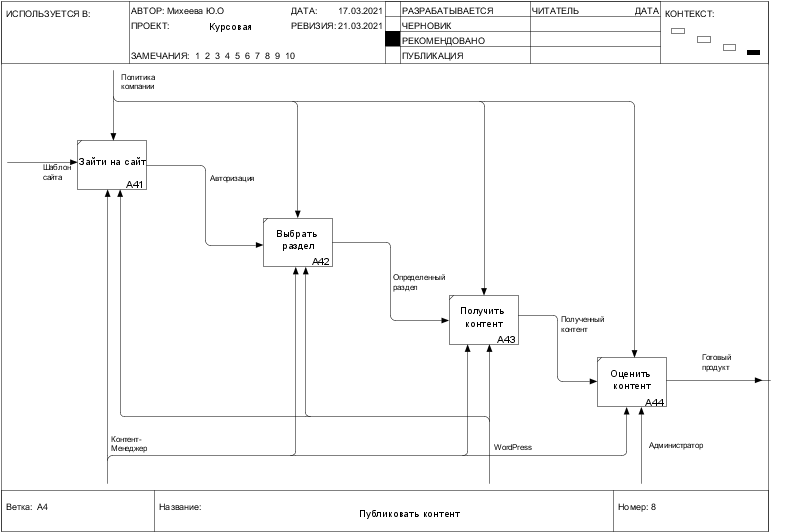 ИСПОЛЬЗУЕТСЯ В:
АВТОР: Михеева Ю.О
ДАТА: 17.03.2021
ПРОЕКТ: Курсовая
РЕВИЗИЯ: 21.03.2021
ЗАМЕЧАНИЯ: 1 2 3 4 5 6 7 8 9 10
РАЗРАБАТЫВАЕТСЯ
ЧЕРНОВИК
РЕКОМЕНДОВАНО
ПУБЛИКАЦИЯ
ЧИТАТЕЛЬ
ДАТА
КОНТЕКСТ:
Политика
компании
Шаблон
сайта
Зайти на сайт
A41
Авторизация
Выбрать
раздел
A42
Определенный
раздел
Получить
контент
A43
Полученный
контент
Оценить
контент
A44
Готовый
продукт
Контент-
Менеджер
WordPress
Администратор
Ветка: A4
Название:
Публиковать контент
Номер: 8